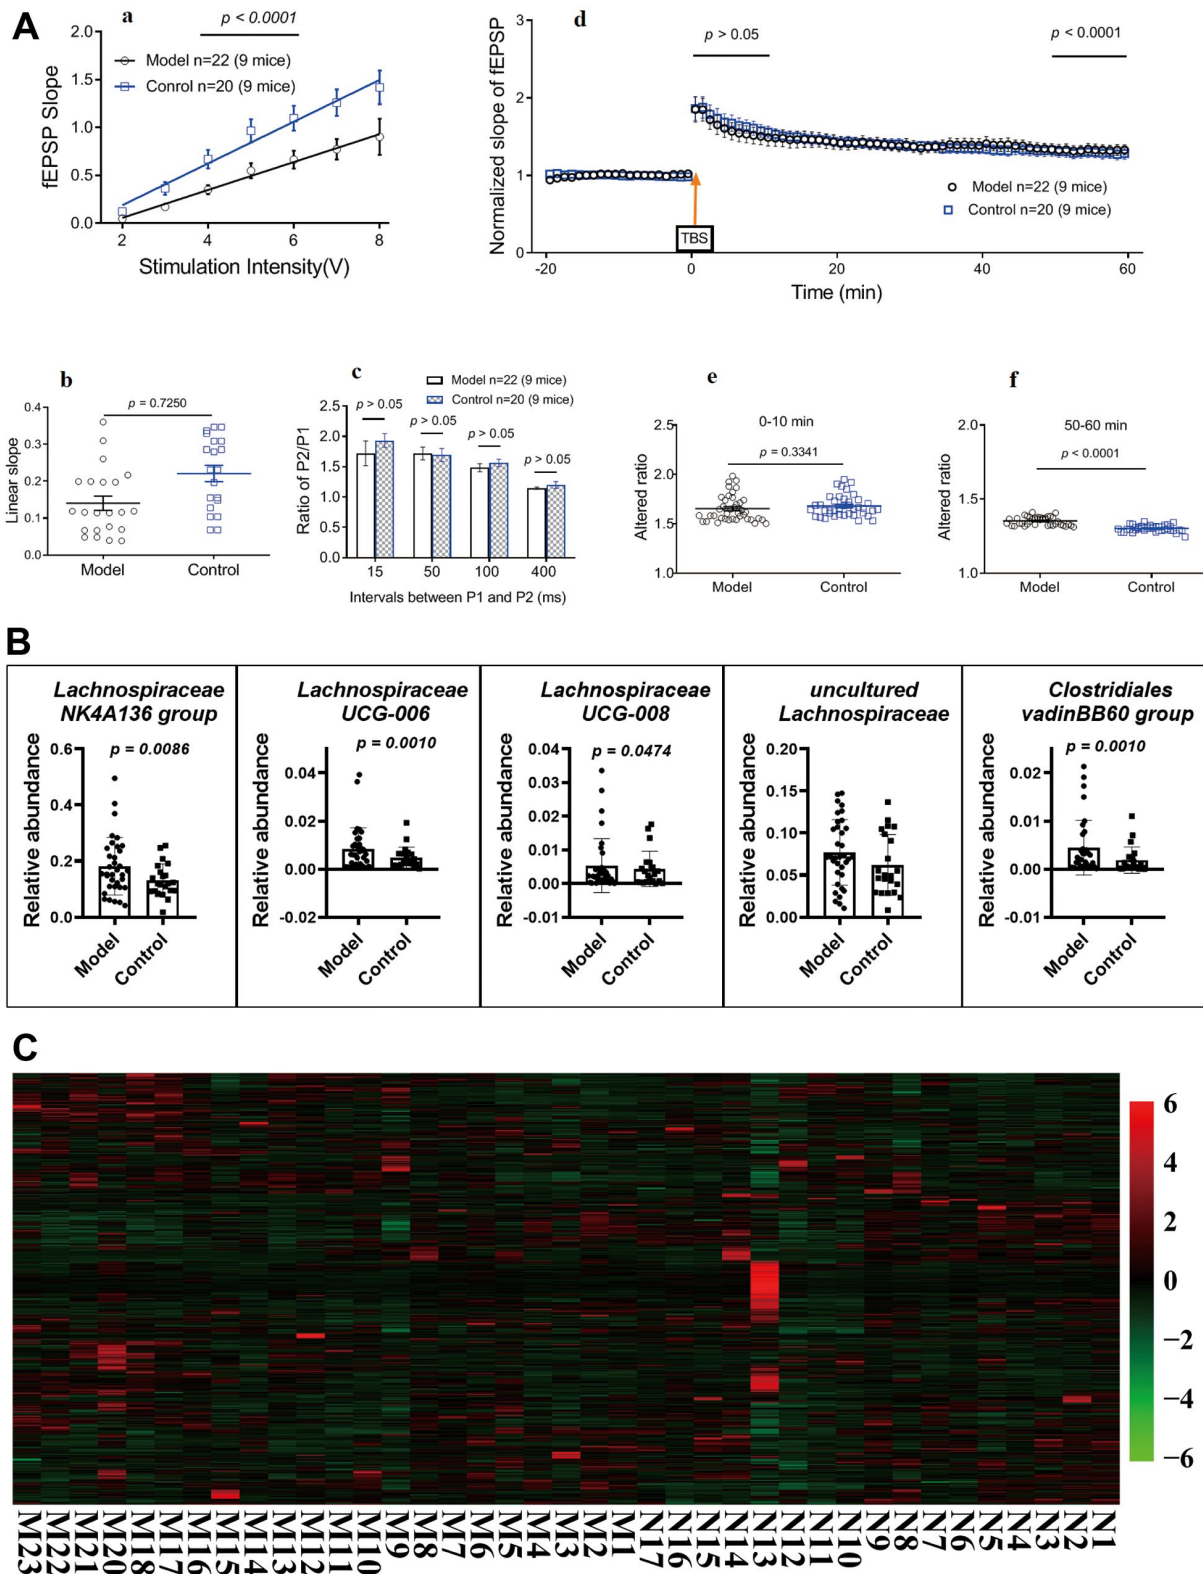 A
a
p < 0.0001
2.0
1.5
1.0
0.5
0.0
fEPSP Slope
Model n=22 (9 mice)
Conrol n=20 (9 mice)
2
4
6
8
Stimulation Intensity(V)
d
p > 0.05
p < 0.0001
3
2
1
0
Normalized slope of fEPSP
Model n=22 (9 mice)
Control n=20 (9 mice)
TBS
-20
0
20
40
60
Time (min)
b
p = 0.7250
0.4
0.3
0.2
0.1
0.0
Linear slope
Model
Control
c
Model n=22 (9 mice)
Control n=20 (9 mice)
p > 0.05
p > 0.05
p > 0.05
p > 0.05
2.5
2.0
1.5
1.0
0.5
0.0
Ratio of P2/P1
15
50
100
400
Intervals between P1 and P2 (ms)
e
0-10 min
p = 0.3341
2.5
2.0
1.5
1.0
Altered ratio
Model
Control
f
50-60 min
p < 0.0001
2.0
1.5
1.0
Altered ratio
Model
Control
B
Lachnospiraceae
NK4A136 group
p = 0.0086
0.6
0.4
0.2
0.0
Relative abundance
Model
Control
Lachnospiraceae
UCG-006
p = 0.0010
0.04
0.02
0.00
-0.02
Relative abundance
Model
Control
Lachnospiraceae
UCG-008
p = 0.0474
0.04
0.03
0.02
0.01
0.00
-0.01
Relative abundance
Model
Control
uncultured
Lachnospiraceae
0.20
0.15
0.10
0.05
0.00
Relative abundance
Model
Control
Clostridiales
vadinBB60 group
p = 0.0010
0.02
0.01
0.00
-0.01
Relative abundance
Model
Control
C
6
4
2
0
−2
−4
−6
M23
M22
M21
M20
M18
M17
M16
M15
M14
M13
M12
M11
M10
M9
M8
M7
M6
M5
M4
M3
M2
M1
N17
N16
N15
N14
N13
N12
N11
N10
N9
N8
N7
N6
N5
N4
N3
N2
N1